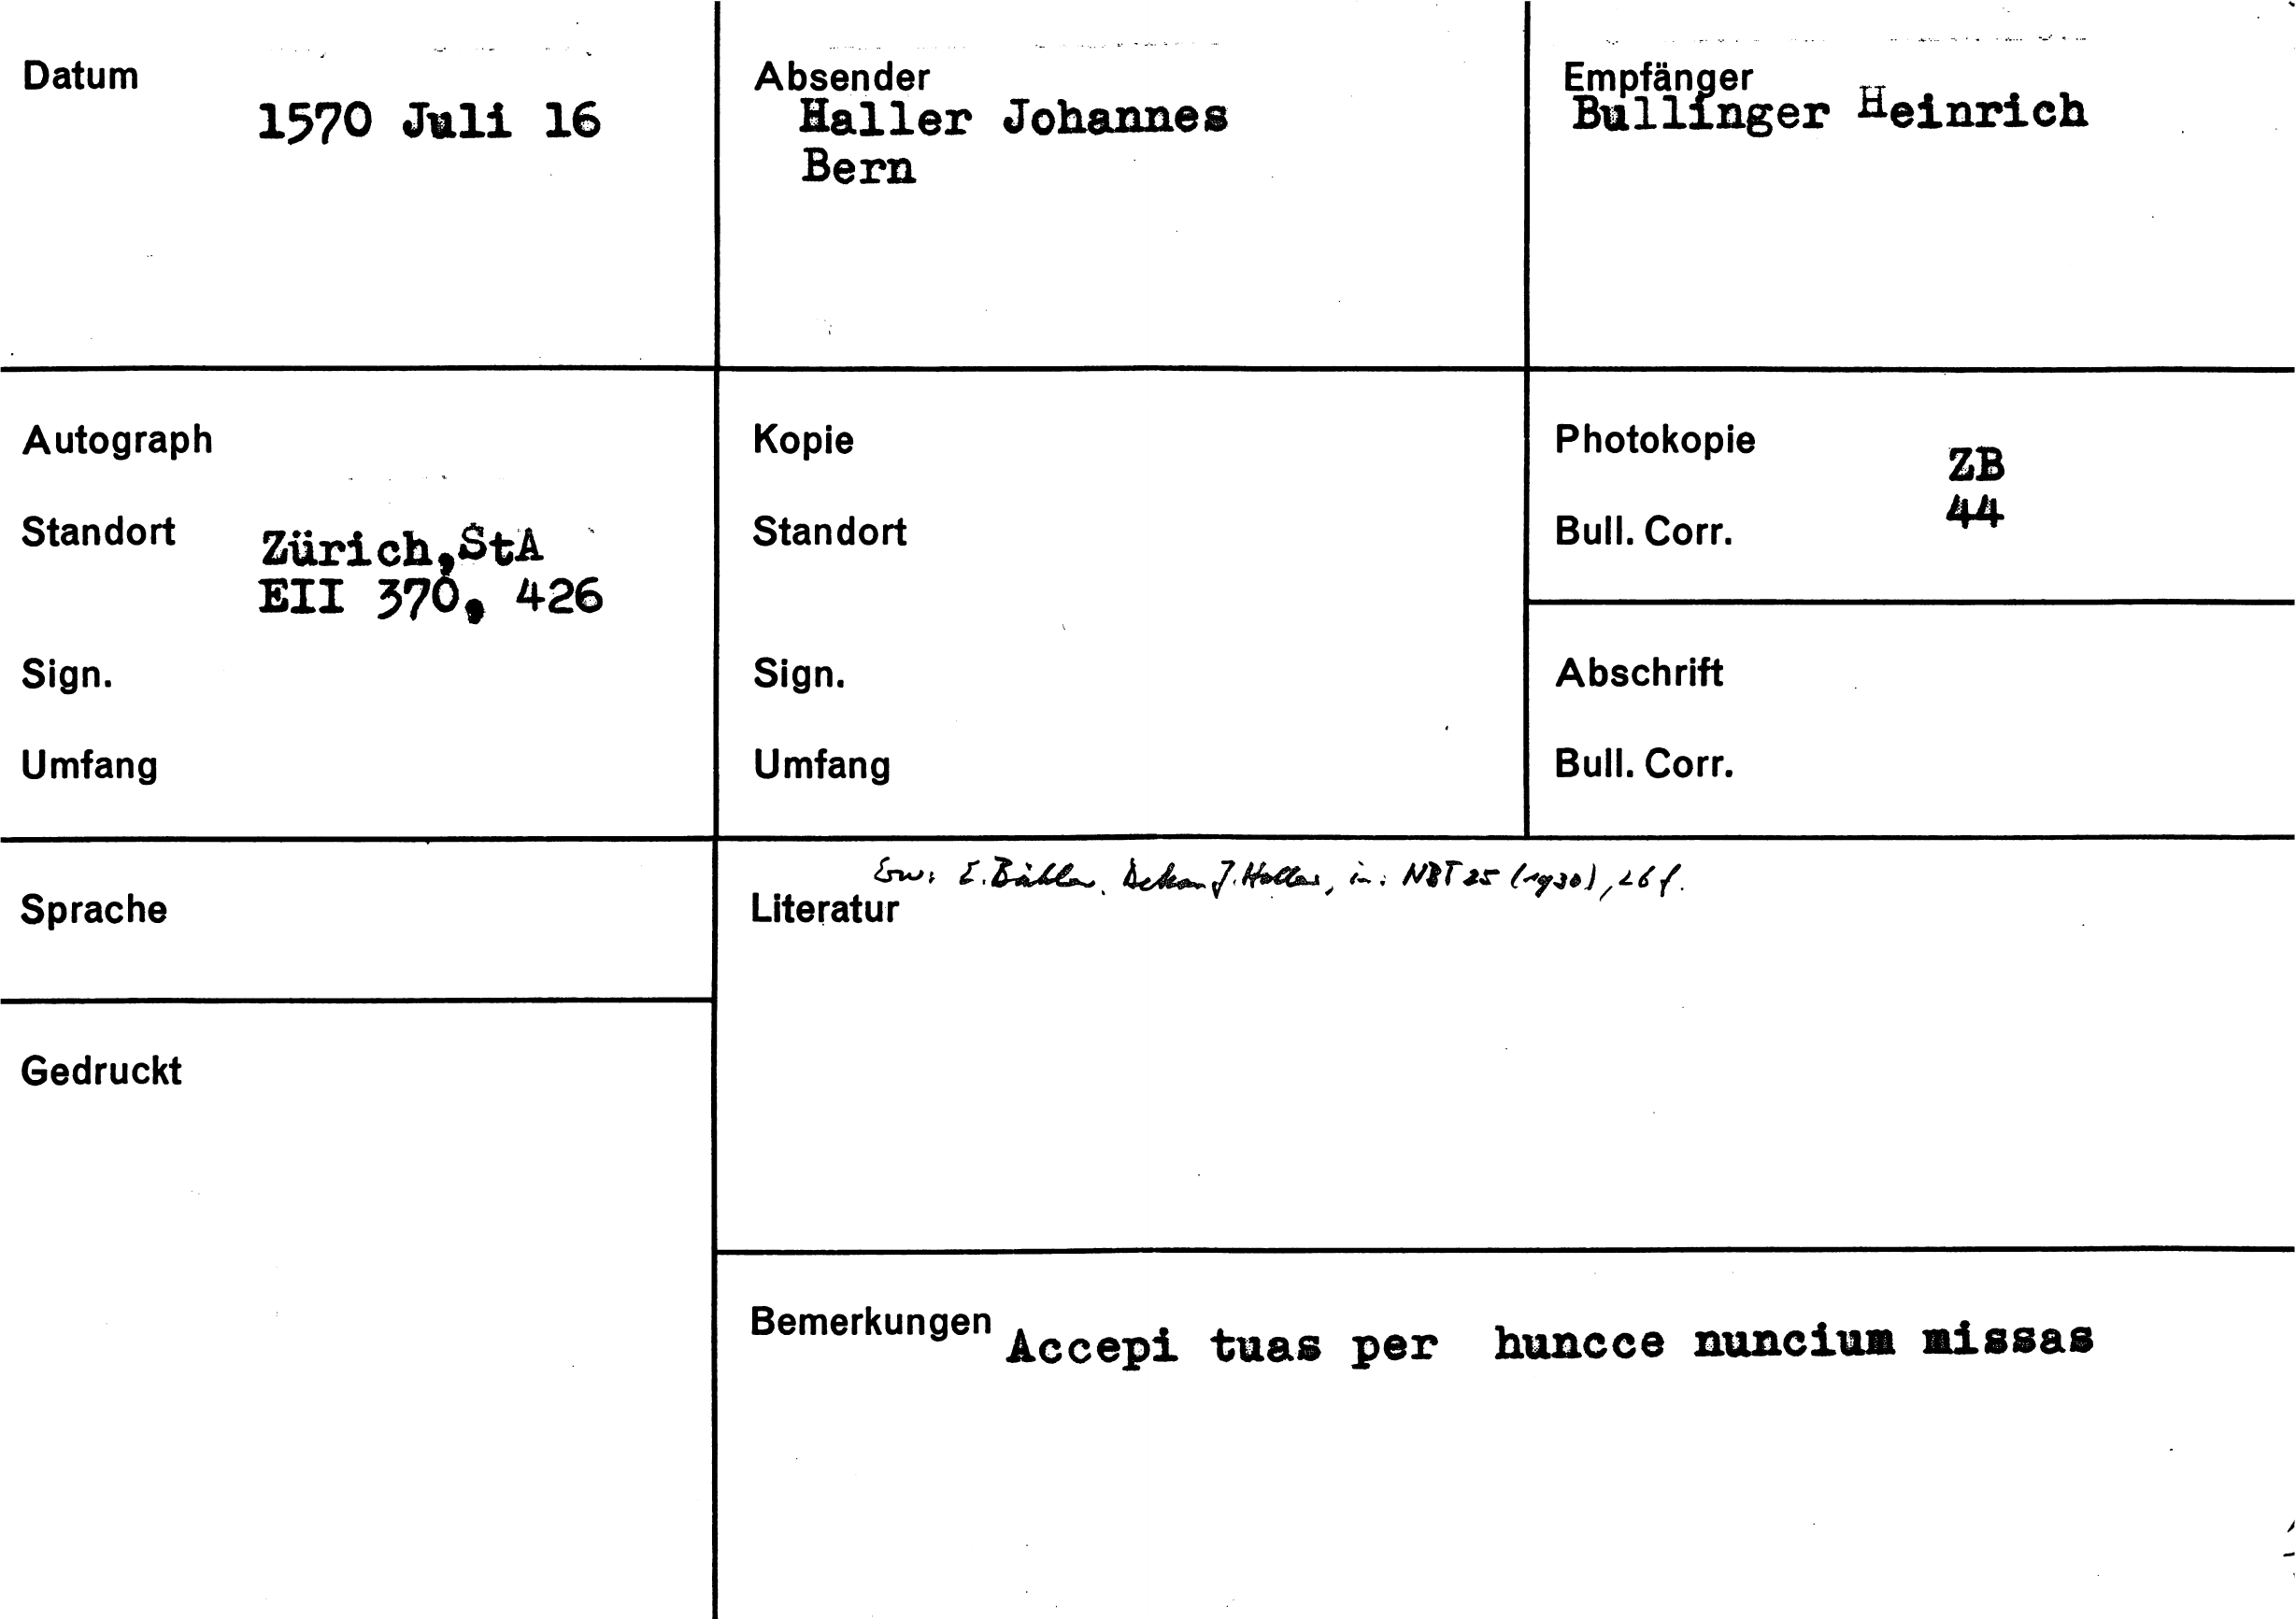 Datum
1570 Juli 16
Absender
Haller Johannes
Bern
Empfänger
Bullinger Heinrich
Autograph
Standort
Zürich, StA
EII 370, 426
Sign.
Umfang
Kopie
Standort
Sign.
Umfang
Photokopie
ZB
Bull. Corr.
44
Abschrift
Bull. Corr.
Sprache
Erw: E. Bähler, Dekan J. Haller, in: NBT 25 (1930), 26 f.
Literatur
Gedruckt
Bemerkungen
Accepi tuas per huncce nuncium missas